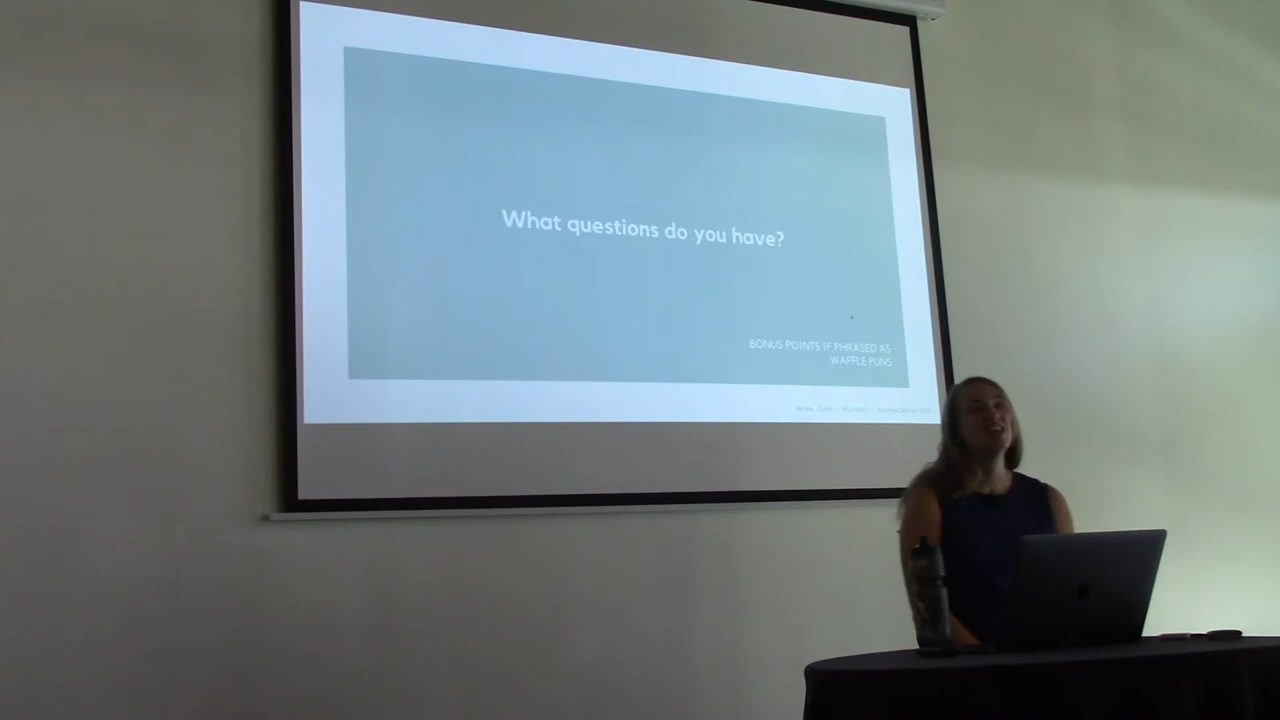 What questions do you have?
BONUS POINTS IF PHRASED AS
WAFFLE PUNS